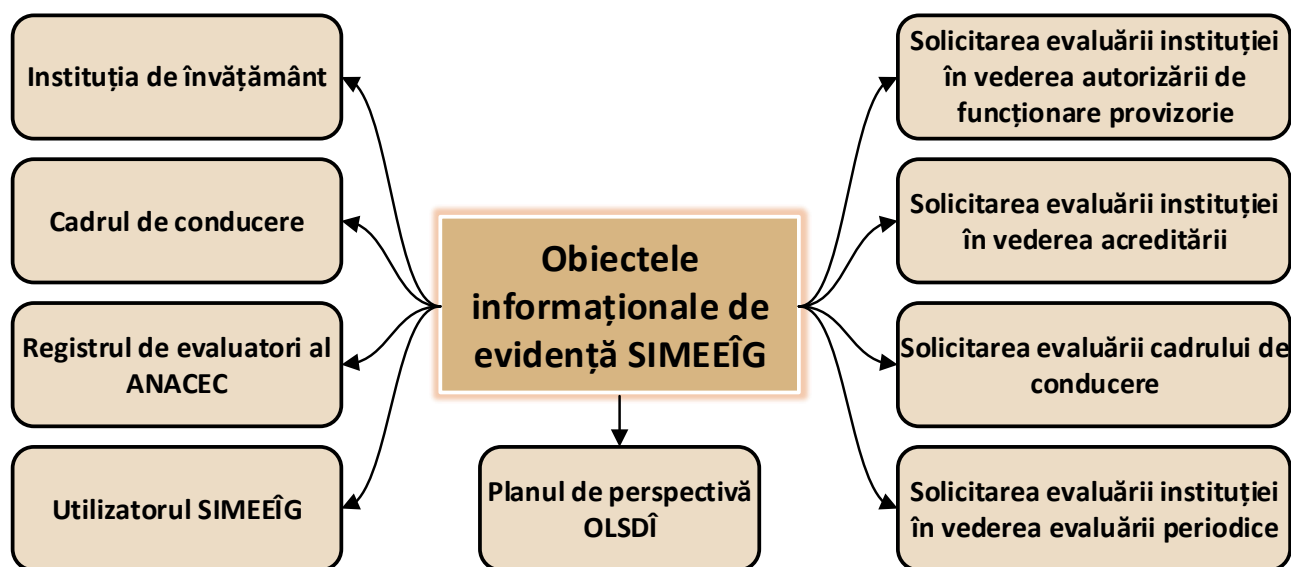 Instituția de învățământ
Cadrul de conducere
Registrul de evaluatori al
ANACEC
Utilizatorul SIMEEÎG
Obiectele
informaționale de
evidență SIMEEÎG
Planul de perspectivă
OLSDÎ
Solicitarea evaluării instituției
în vederea autorizării de
funcționare provizorie
Solicitarea evaluării instituției
în vederea acreditării
Solicitarea evaluării cadrului de
conducere
Solicitarea evaluării instituției
în vederea evaluării periodice